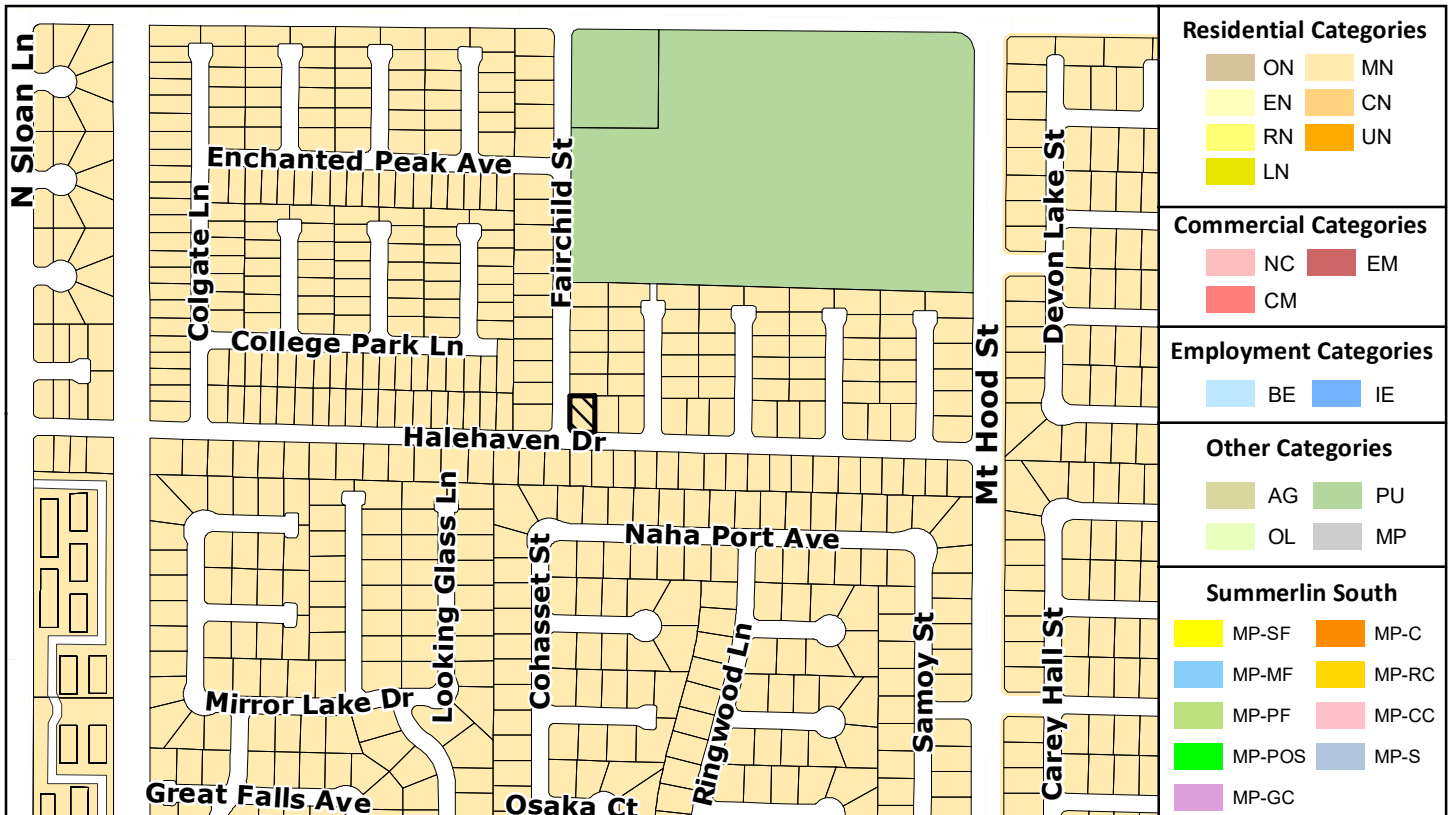 N Sloan Ln
Enchanted Peak Ave
Colgate Ln
Fairchild St
College Park Ln
Halehaven Dr
Devon Lake St
Mt Hood St
Looking Glass Ln
Cohasset St
Naha Port Ave
Samoy St
Ringwood Ln
Carey Hall St
Mirror Lake Dr
Great Falls Ave
Osaka Ct
Residential Categories
ON MN
EN CN
RN UN
LN
Commercial Categories
NC EM
CM
Employment Categories
BE IE
Other Categories
AG PU
OL MP
Summerlin South
MP-SF MP-C
MP-MF MP-RC
MP-PF MP-CC
MP-POS MP-S
MP-GC